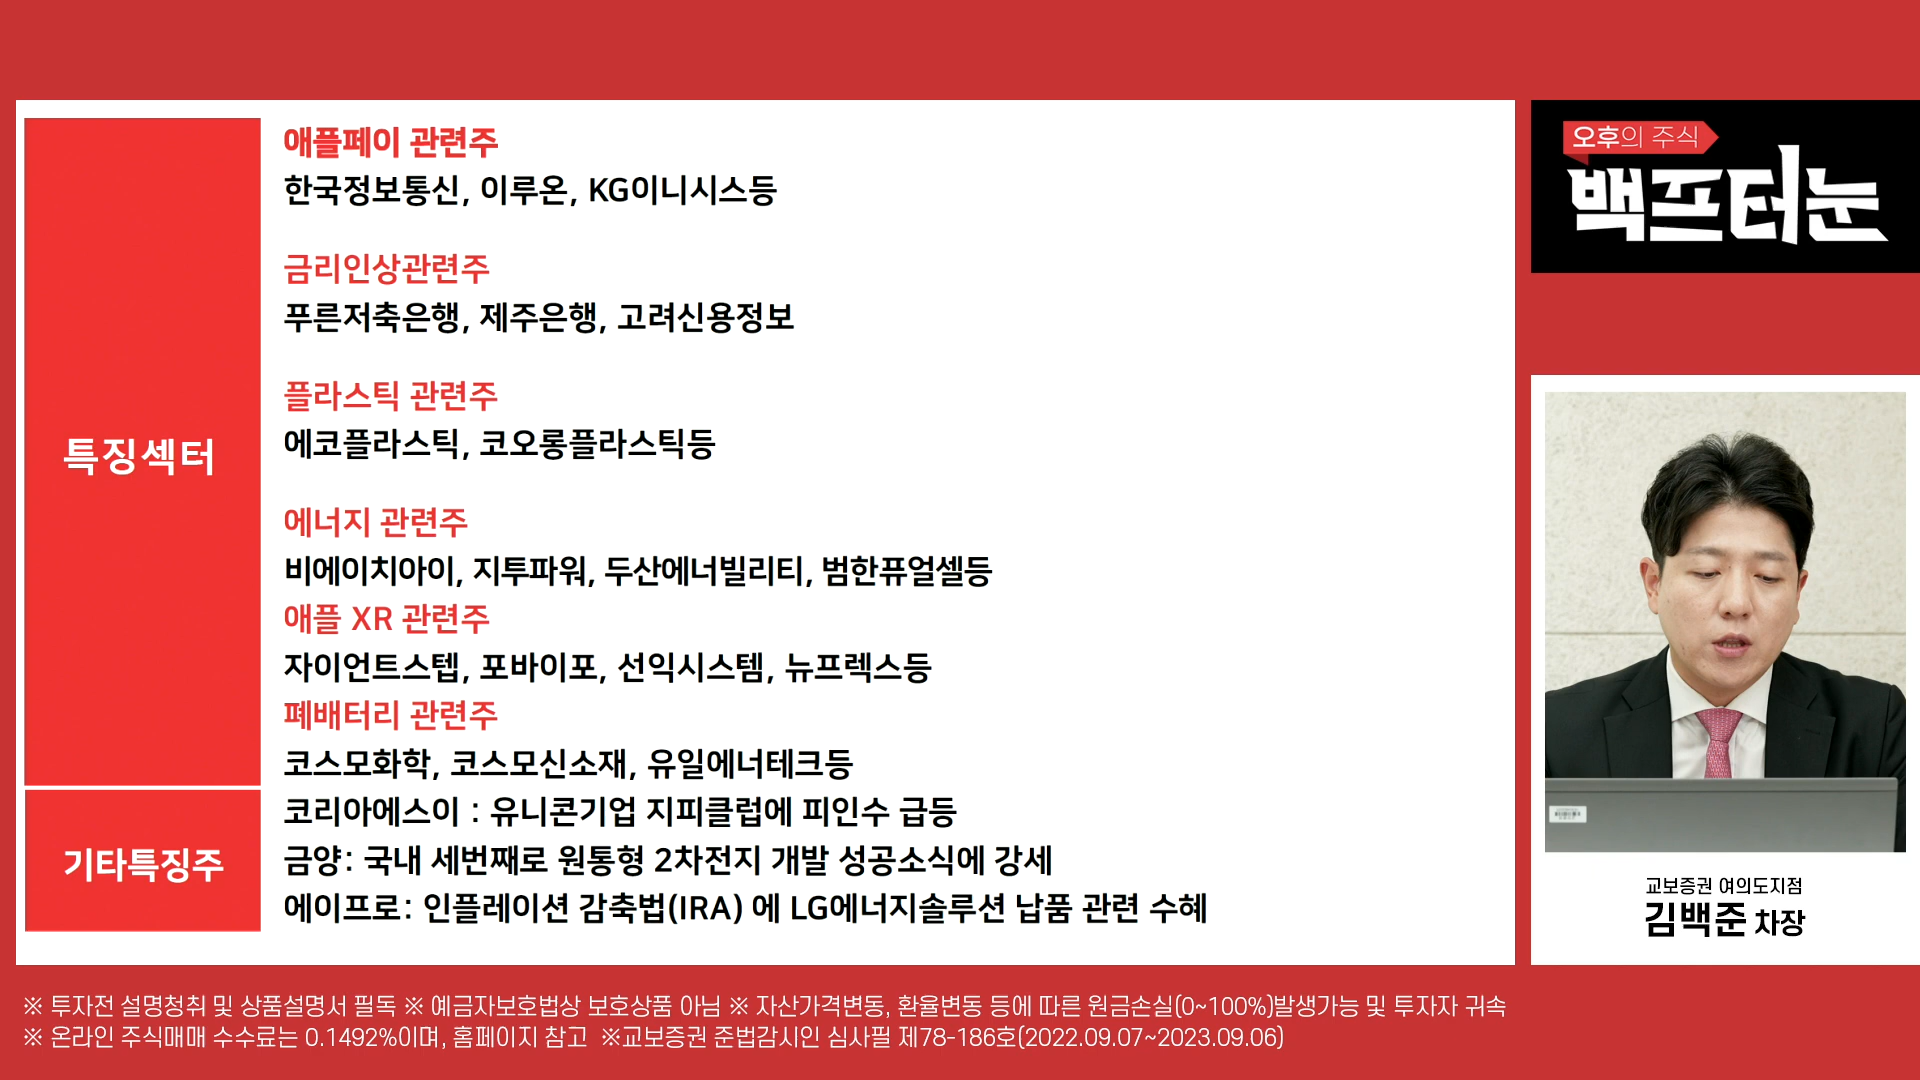 특징섹터
애플페이 관련주
한국정보통신, 이루온, KG이니시스등
금리인상관련주
푸른저축은행, 제주은행, 고려신용정보
플라스틱 관련주
에코플라스틱, 코오롱플라스틱등
에너지 관련주
비에이치아이, 지투파워, 두산에너빌리티, 범한퓨얼셀등
애플 XR 관련주
자이언트스텝, 포바이포, 선익시스템, 뉴프렉스등
폐배터리 관련주
코스모화학, 코스모신소재, 유일에너테크등
기타특징주
코리아에스이 : 유니콘기업 지피클럽에 피인수 급등
금양: 국내 세번째로 원통형 2차전지 개발 성공소식에 강세
에이프로: 인플레이션 감축법(IRA) 에 LG에너지솔루션 납품 관련 수혜
오후의 주식
백프터눈
교보증권 여의도지점
김백준 차장
※ 투자전 설명청취 및 상품설명서 필독 ※ 예금자보호법상 보호상품 아님 ※ 자산가격변동, 환율변동 등에 따른 원금손실(0~100%)발생가능 및 투자자 귀속
※ 온라인 주식매매 수수료는 0.1492%이며, 홈페이지 참고 ※교보증권 준법감시인 심사필 제78-186호(2022.09.07~2023.09.06)